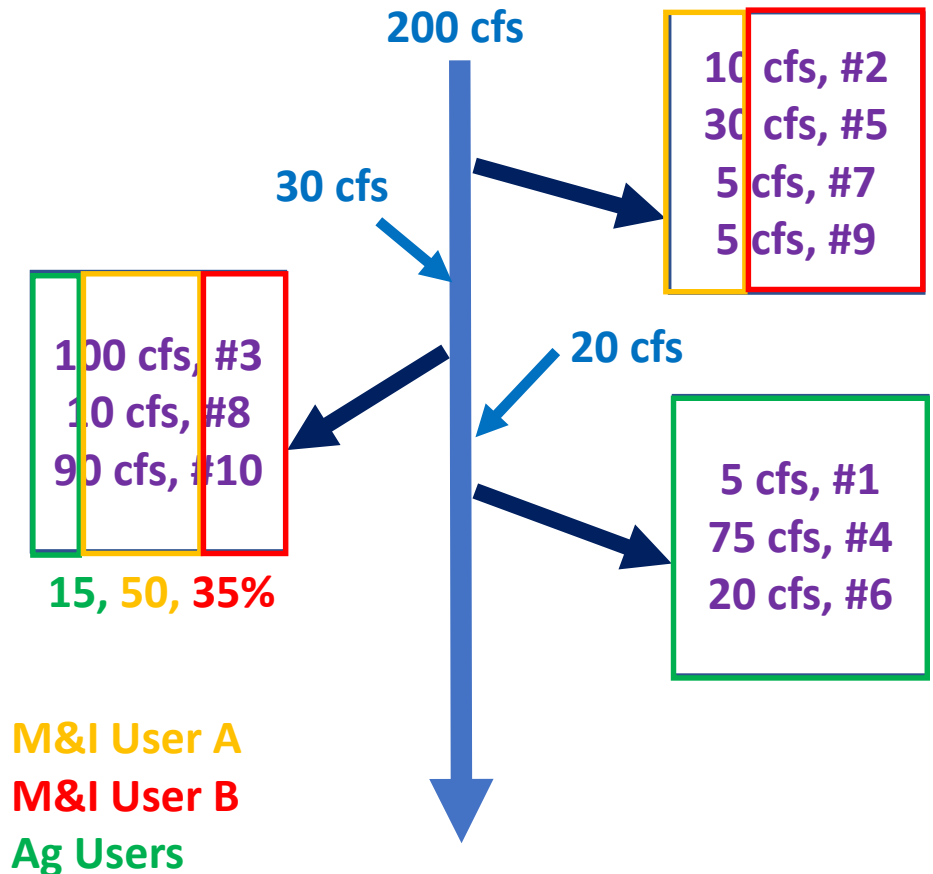 200 cfs
10 cfs, #2
30 cfs, #5
5 cfs, #7
5 cfs, #9
30 cfs
100 cfs, #3
10 cfs, #8
90 cfs, #10
15, 50, 35%
20 cfs
5 cfs, #1
75 cfs, #4
20 cfs, #6
M&I User A
M&I User B
Ag Users